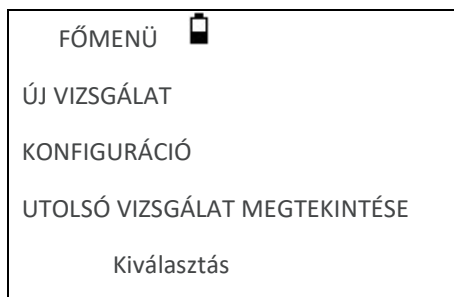 FŐMENÜ
ÚJ VIZSGÁLAT
KONFIGURÁCIÓ
UTOLSÓ VIZSGÁLAT MEGTEKINTÉSE
Kiválasztás